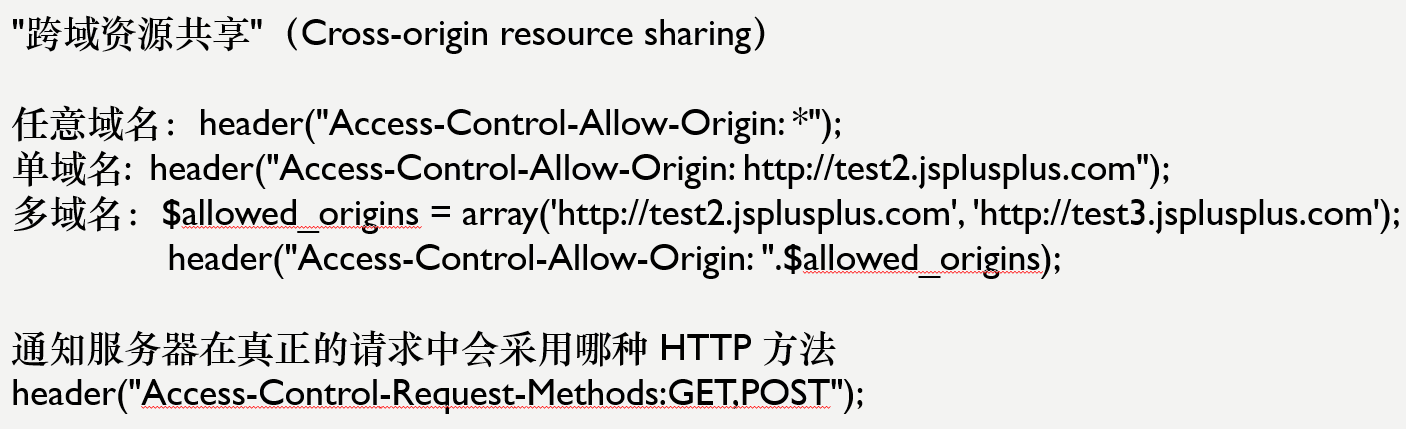 "跨域资源共享"（Cross-origin resource sharing）
任意域名：header("Access-Control-Allow-Origin: *");
单域名: header("Access-Control-Allow-Origin: http://test2.jsplusplus.com");
多域名：$allowed_origins = array('http://test2.jsplusplus.com', 'http://test3.jsplusplus.com');
header("Access-Control-Allow-Origin: ".$allowed_origins);
通知服务器在真正的请求中会采用哪种 HTTP 方法
header("Access-Control-Request-Methods:GET,POST");